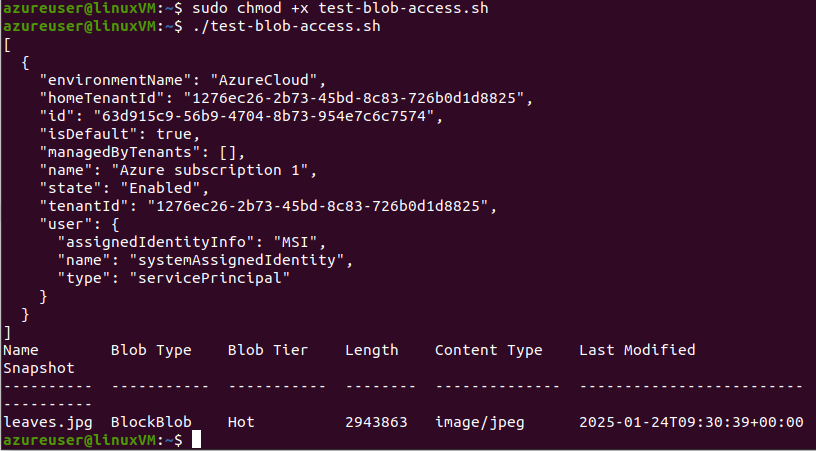 azureuser@linuxVM:~$ sudo chmod +x test-blob-access.sh
azureuser@linuxVM:~$ ./test-blob-access.sh
[
  {
    "environmentName": "AzureCloud",
    "homeTenantId": "1276ec26-2b73-45bd-8c83-726b0d1d8825",
    "id": "63d915c9-56b9-4704-8b73-954e7c6c7574",
    "isDefault": true,
    "managedByTenants": [],
    "name": "Azure subscription 1",
    "state": "Enabled",
    "tenantId": "1276ec26-2b73-45bd-8c83-726b0d1d8825",
    "user": {
      "assignedIdentityInfo": "MSI",
      "name": "systemAssignedIdentity",
      "type": "servicePrincipal"
    }
  }
]
Name        Blob Type    Blob Tier    Length    Content Type    Last Modified
Snapshot
----------  -----------  -----------  --------  --------------  -------------------------
----------
leaves.jpg  BlockBlob    Hot          2943863   image/jpeg      2025-01-24T09:30:39+00:00
azureuser@linuxVM:~$